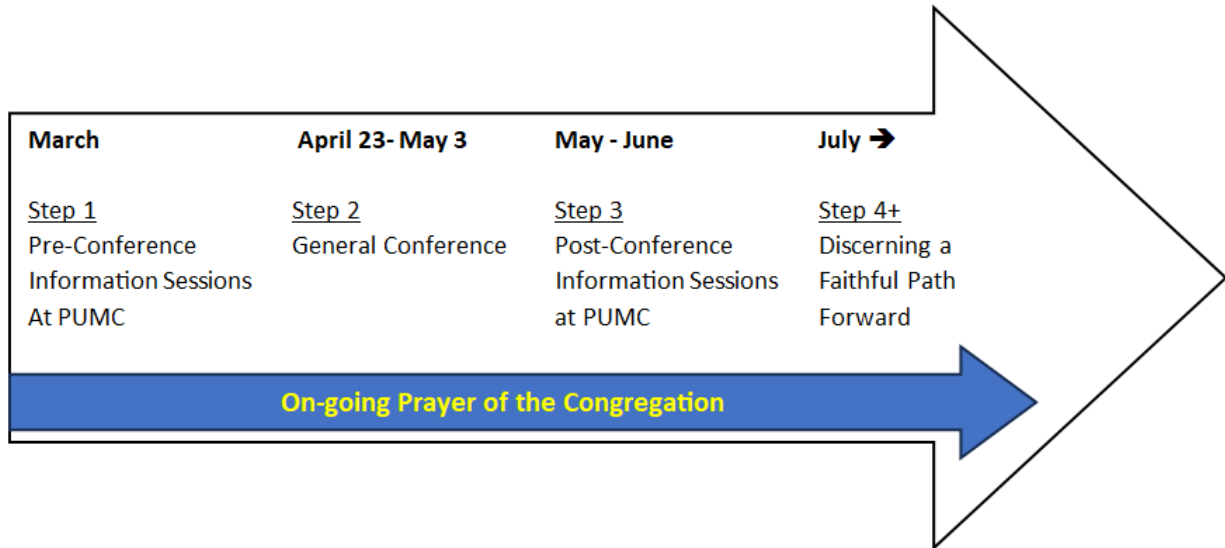 March
April 23- May 3
May - June
July ➔
Step 1
Pre-Conference
Information Sessions
At PUMC
Step 2
General Conference
Step 3
Post-Conference
Information Sessions
at PUMC
Step 4+
Discerning a
Faithful Path
Forward
On-going Prayer of the Congregation